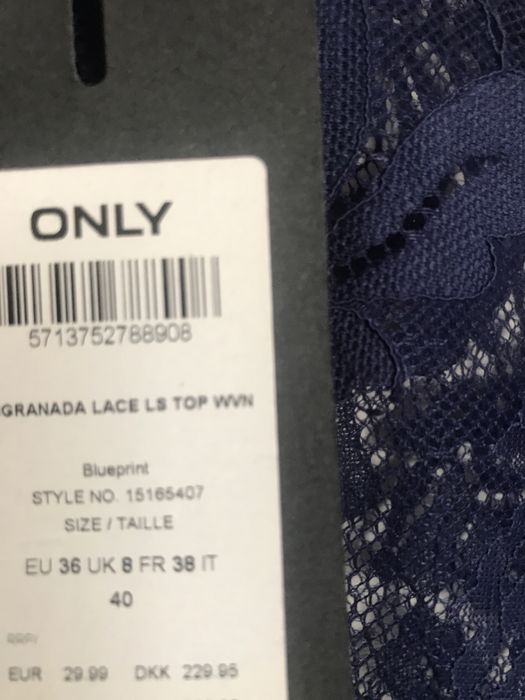 ONLY
5713752788908
GRANADA LACE LS TOP WVN
Blueprint
STYLE NO. 15165407
SIZE / TAILLE
EU 36 UK 8 FR 38 IT
40
EUR 29.99 DKK 229.95